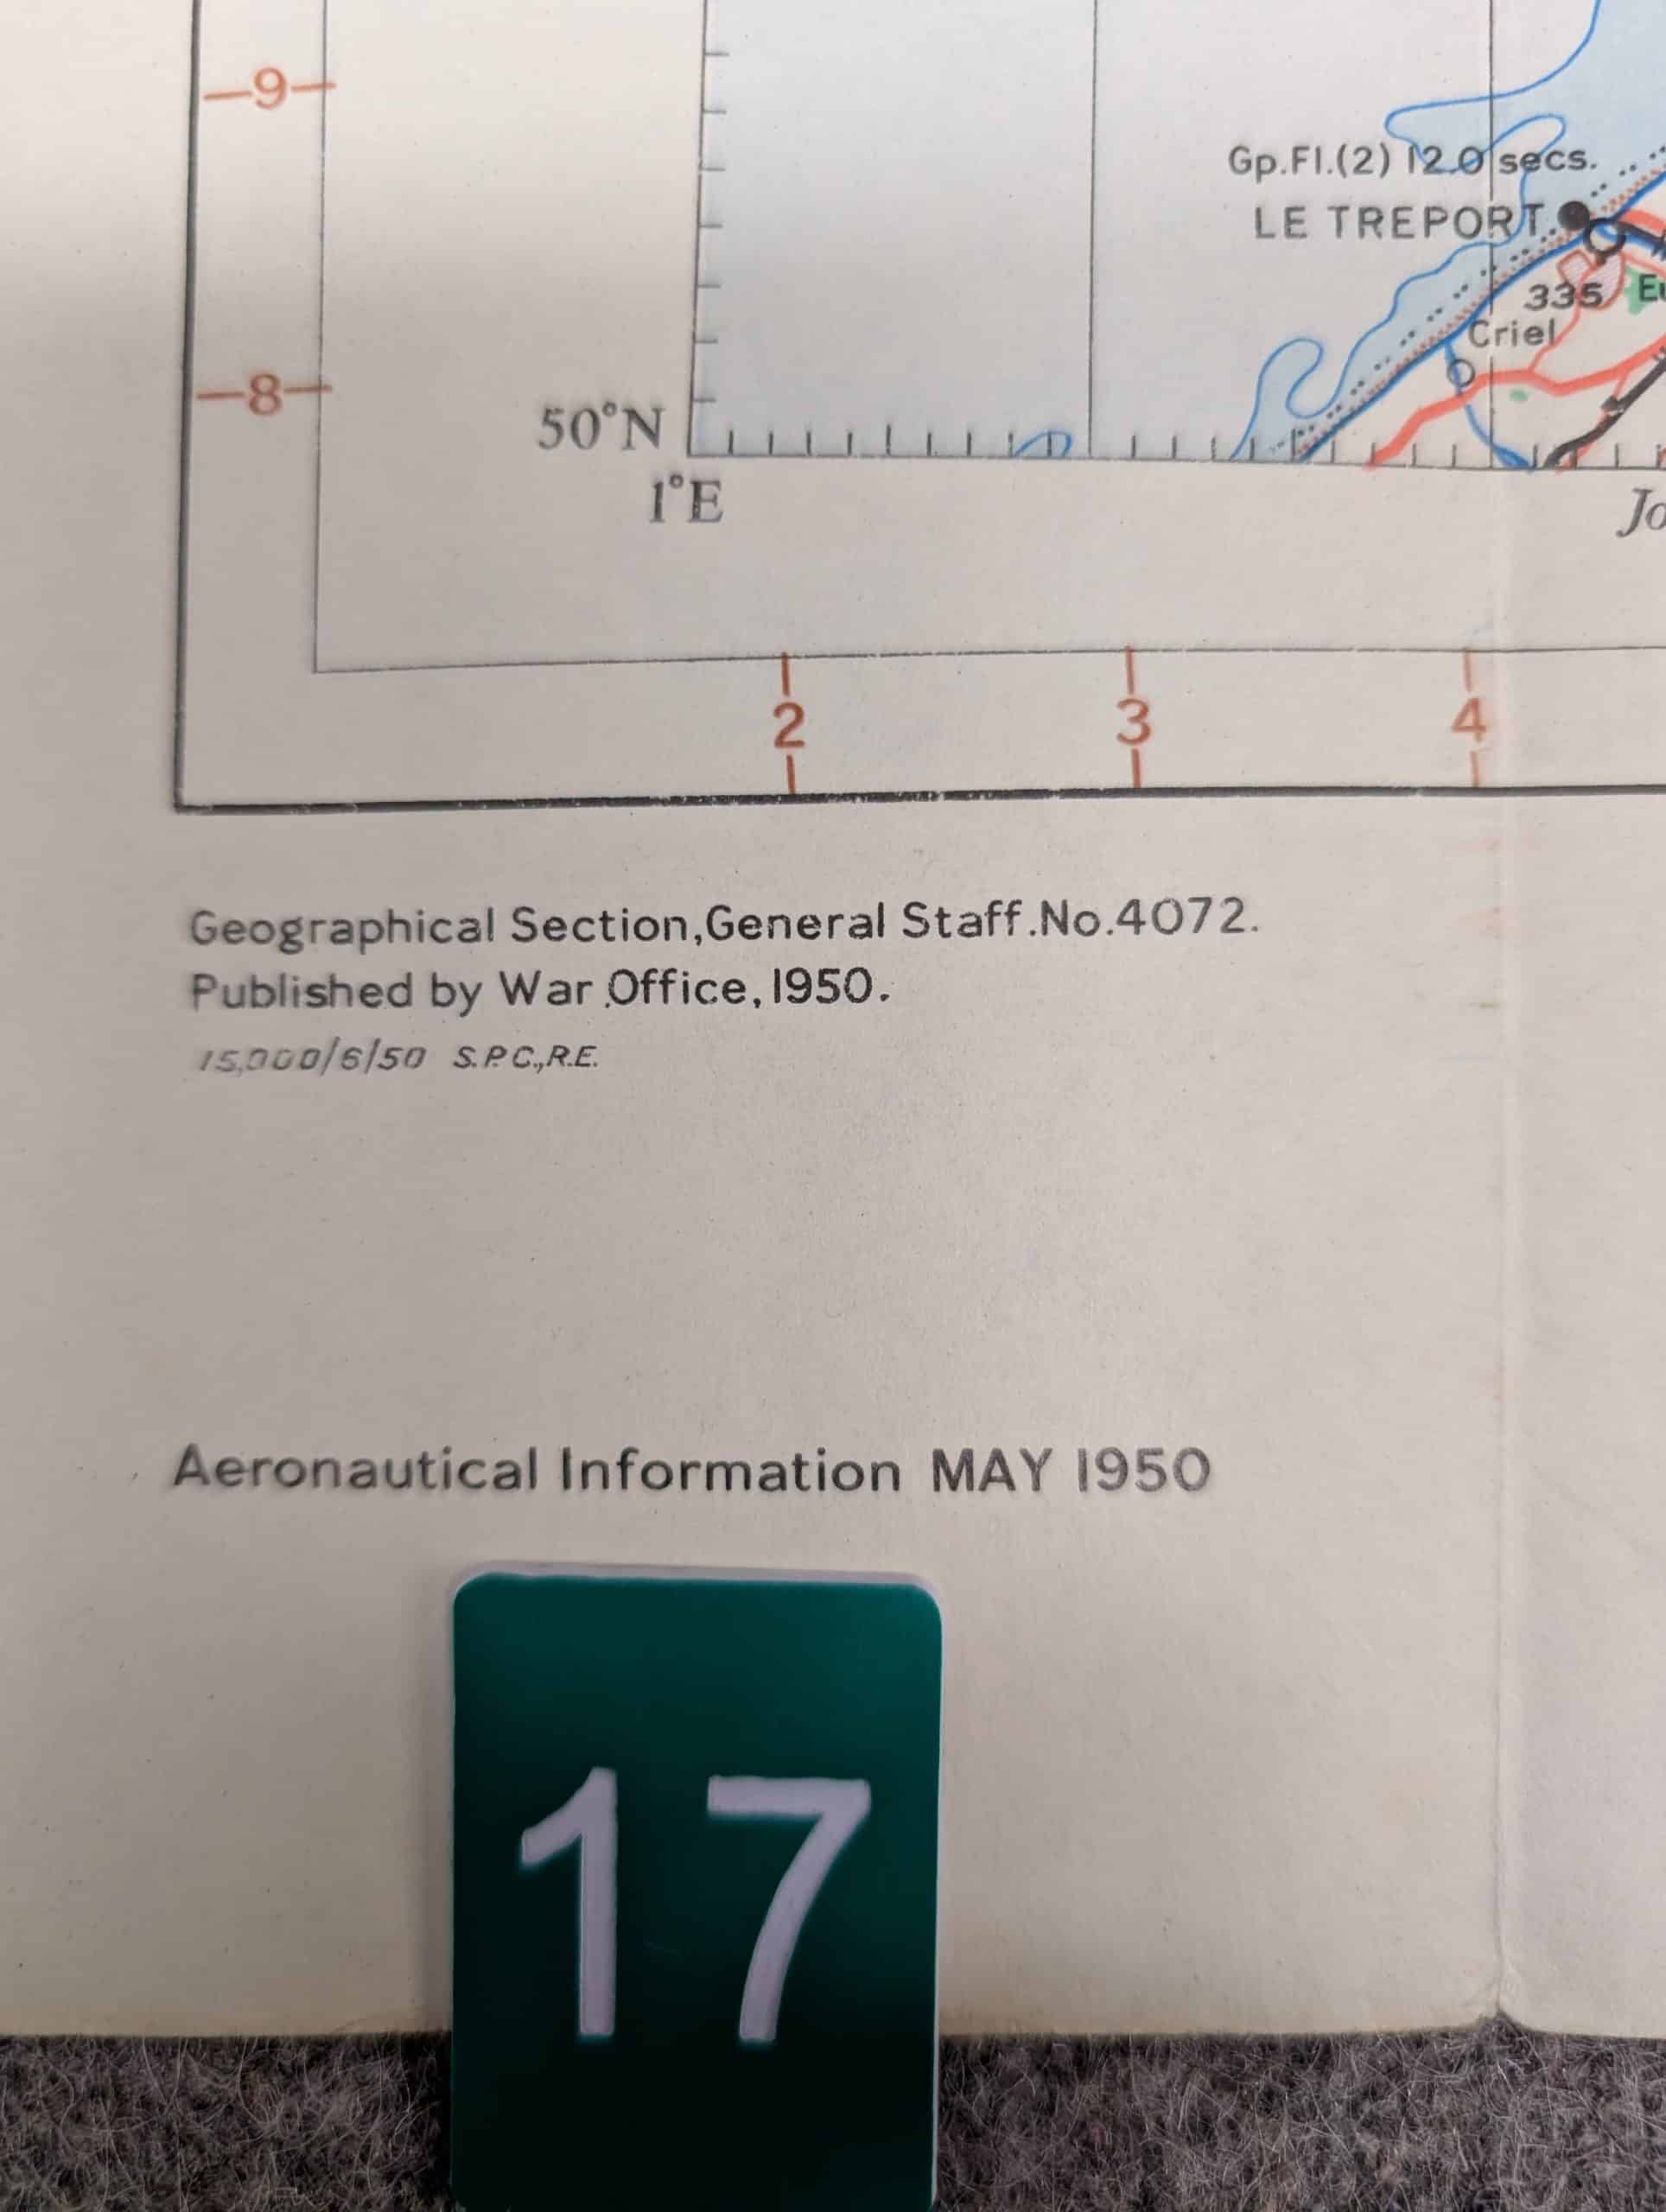 9
Gp.Fl.(2) 12.0 secs.
LE TREPORT
335
Criel
8
50°N
1°E
2
3
4
Geographical Section,General Staff.No.4072.
Published by War Office,1950.
15,000/6/50 S.P.C.,R.E.
Aeronautical Information MAY 1950
17